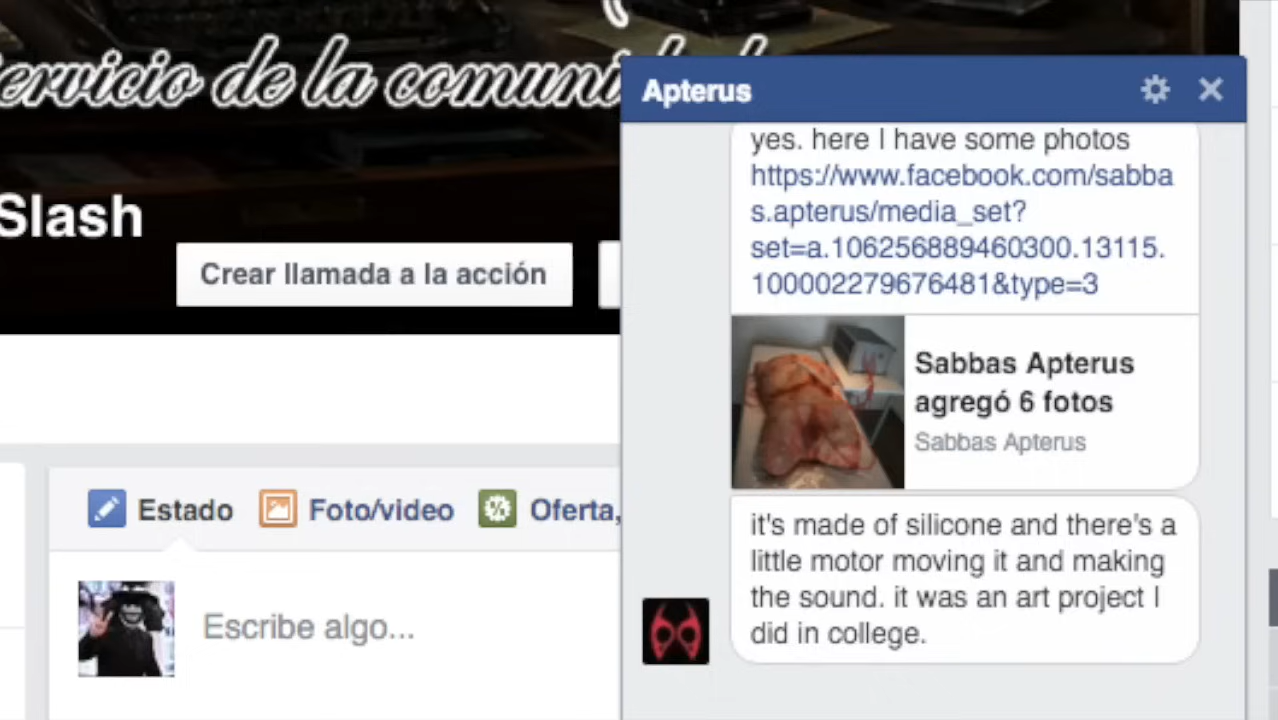 servicio de la comuni
Slash
Crear llamada a la acción
Estado
Foto/video
Oferta,
Escribe algo...
Apterus
yes. here I have some photos
https://www.facebook.com/sabba
s.apterus/media_set?
set=a.106256889460300.13115.
100002279676481&type=3
Sabbas Apterus
agregó 6 fotos
Sabbas Apterus
it's made of silicone and there's a
little motor moving it and making
the sound. it was an art project I
did in college.